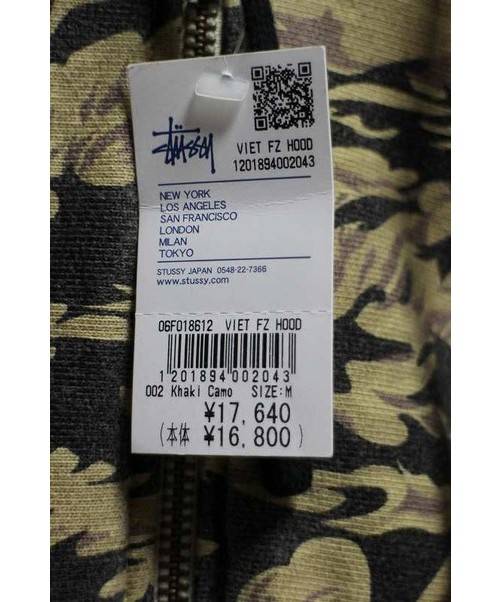 STÜSSY
VIET FZ HOOD
1201894002043
NEW YORK
LOS ANGELES
SAN FRANCISCO
LONDON
MILAN
TOKYO
STUSSY JAPAN 0548-22-7366
www.stussy.com
06F018612 VIET FZ HOOD
1 201894 002043
002 Khaki Camo SIZE:M
¥17,640
(本体 ¥16,800)